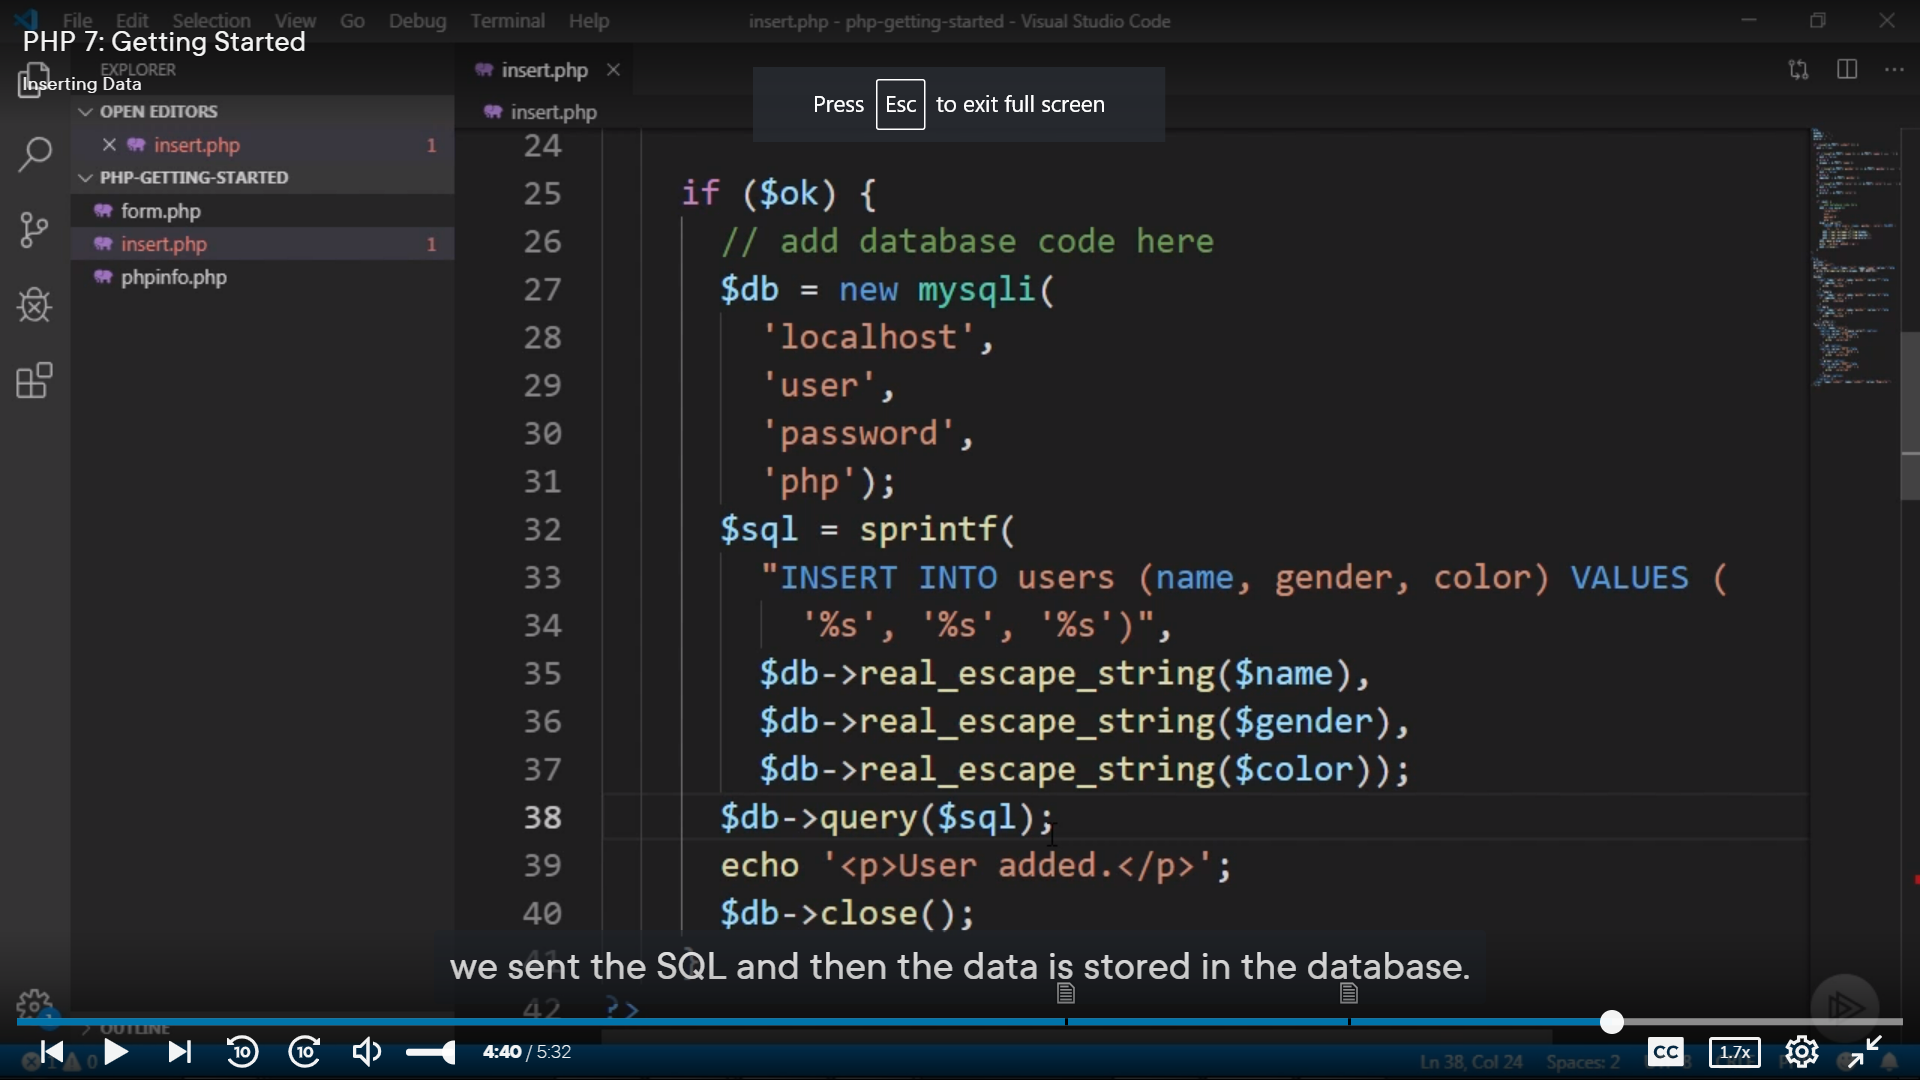 File Edit Selection View Go Debug Terminal Help
insert.php - php-getting-started - Visual Studio Code
PHP 7: Getting Started
EXPLORER
Inserting Data
insert.php
Press Esc to exit full screen
OPEN EDITORS
insert.php 1
PHP-GETTING-STARTED
form.php
insert.php 1
phpinfo.php
insert.php
24
25 if ($ok) {
26 // add database code here
27 $db = new mysqli(
28 'localhost',
29 'user',
30 'password',
31 'php');
32 $sql = sprintf(
33 "INSERT INTO users (name, gender, color) VALUES (
34 '%s', '%s', '%s')",
35 $db->real_escape_string($name),
36 $db->real_escape_string($gender),
37 $db->real_escape_string($color));
38 $db->query($sql);
39 echo '<p>User added.</p>';
40 $db->close();
41 }
we sent the SQL and then the data is stored in the database.
42 ?>
OUTLINE
10 10 4:40 / 5:32
CC 1.7x
Ln 38, Col 24 Spaces: 2